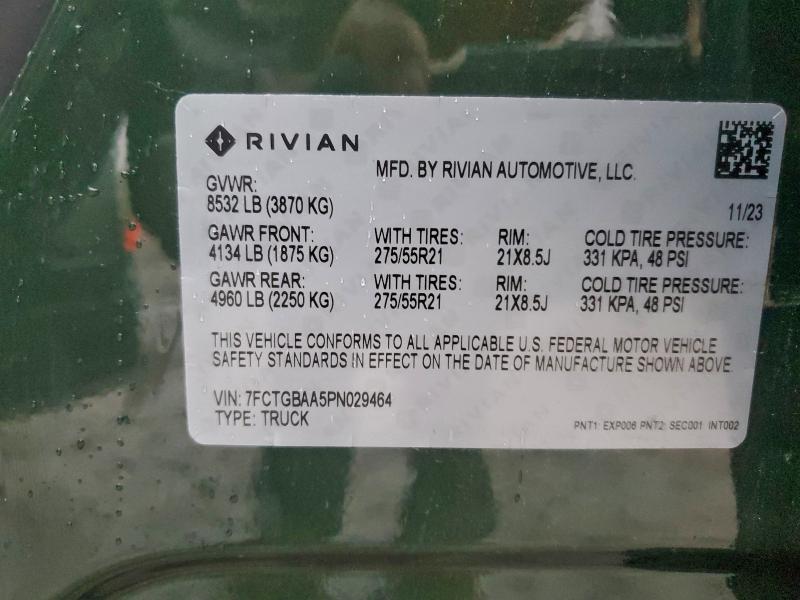 RIVIAN
MFD. BY RIVIAN AUTOMOTIVE, LLC.
GVWR:
8532 LB (3870 KG)
11/23
GAWR FRONT: WITH TIRES: RIM: COLD TIRE PRESSURE:
4134 LB (1875 KG) 275/55R21 21X8.5J 331 KPA, 48 PSI
GAWR REAR: WITH TIRES: RIM: COLD TIRE PRESSURE:
4960 LB (2250 KG) 275/55R21 21X8.5J 331 KPA, 48 PSI
THIS VEHICLE CONFORMS TO ALL APPLICABLE U.S. FEDERAL MOTOR VEHICLE
SAFETY STANDARDS IN EFFECT ON THE DATE OF MANUFACTURE SHOWN ABOVE.
VIN: 7FCTGBAA5PN029464
TYPE: TRUCK
PNT1: EXP006 PNT2: SEC001 INT002